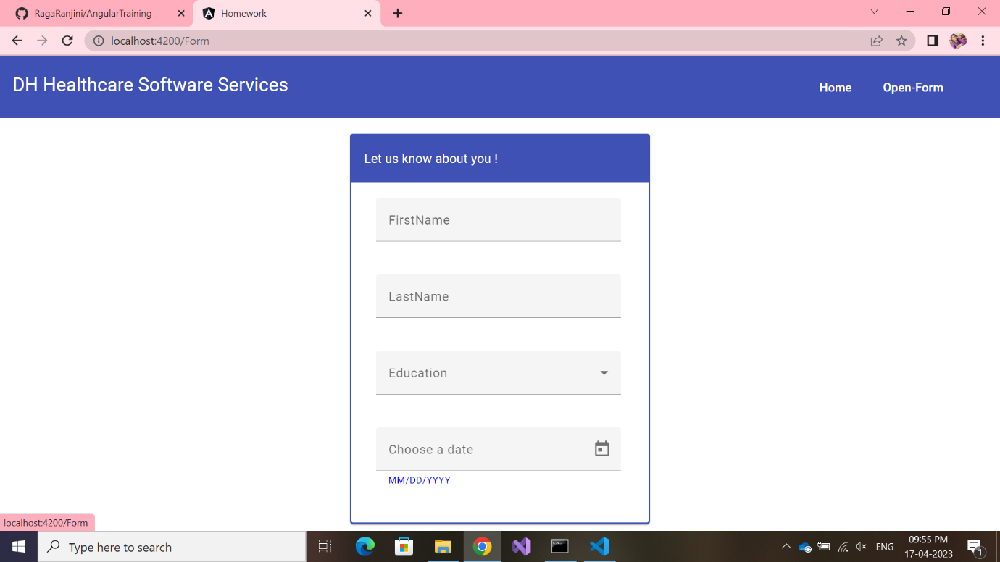 RagaRanjini/AngularTraining
Homework
localhost:4200/Form
DH Healthcare Software Services
Home
Open-Form
Let us know about you !
FirstName
LastName
Education
Choose a date
MM/DD/YYYY
localhost:4200/Form
Type here to search
ENG
09:55 PM
17-04-2023
1